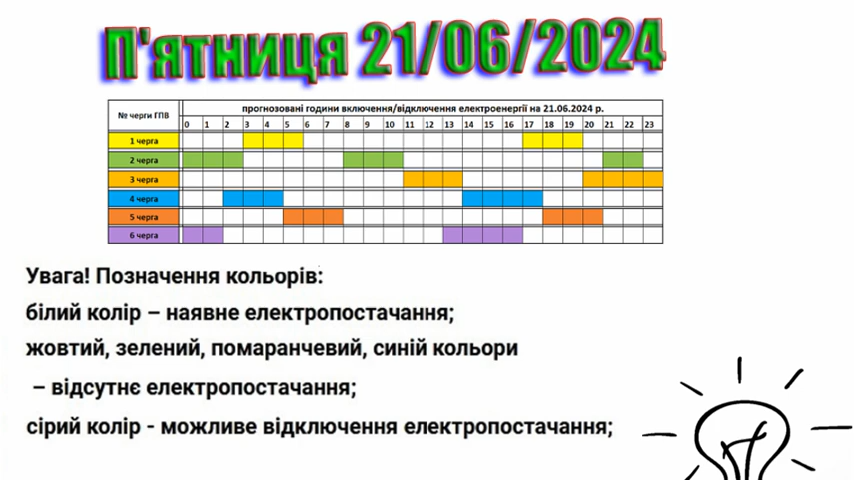 П'ятниця 21/06/2024
№ черги ГПВ
прогнозовані години включення/відключення електроенергії на 21.06.2024 р.
0 1 2 3 4 5 6 7 8 9 10 11 12 13 14 15 16 17 18 19 20 21 22 23
1 черга
2 черга
3 черга
4 черга
5 черга
6 черга
Увага! Позначення кольорів:
білий колір – наявне електропостачання;
жовтий, зелений, помаранчевий, синій кольори
– відсутнє електропостачання;
сірий колір - можливе відключення електропостачання;